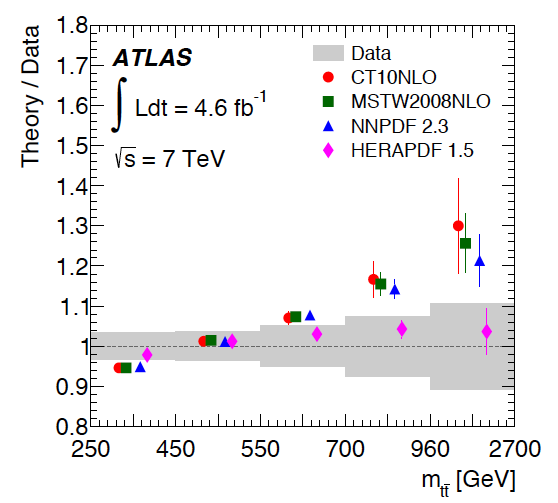 Theory / Data
1.8
1.7
1.6
1.5
1.4
1.3
1.2
1.1
1
0.9
0.8
ATLAS
∫ Ldt = 4.6 fb⁻¹
√s = 7 TeV
Data
CT10NLO
MSTW2008NLO
NNPDF 2.3
HERAPDF 1.5
250 450 550 700 960 2700
m_tt̄ [GeV]